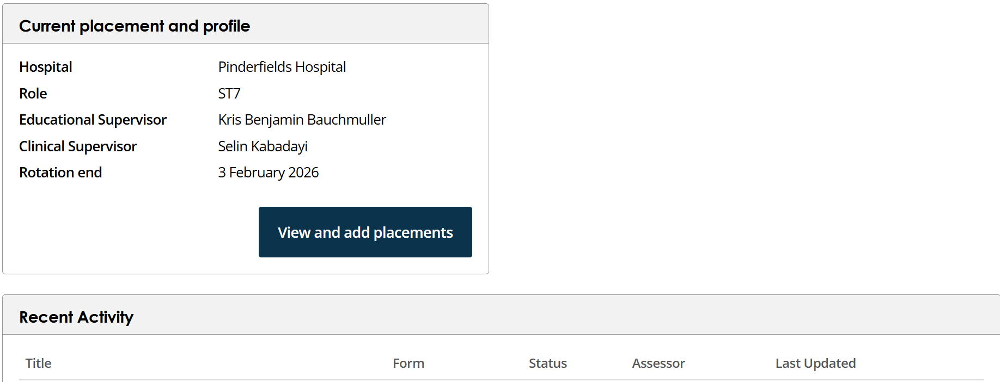 Current placement and profile
Hospital Pinderfields Hospital
Role ST7
Educational Supervisor Kris Benjamin Bauchmuller
Clinical Supervisor Selin Kabadayi
Rotation end 3 February 2026
View and add placements
Recent Activity
Title Form Status Assessor Last Updated